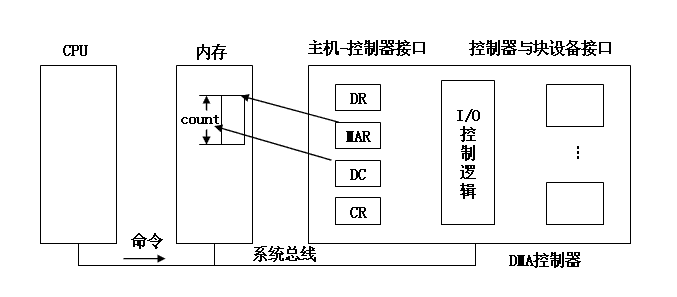 CPU
内存
主机-控制器接口
控制器与块设备接口
count
DR
MAR
DC
CR
I/O
控
制
逻
辑
...
命令
系统总线
DMA控制器